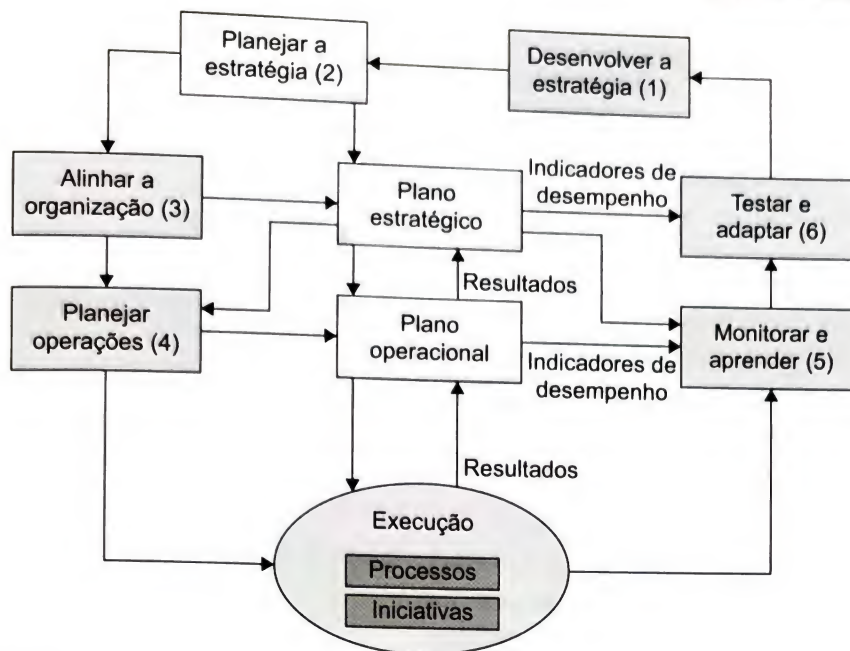 Planejar a
estratégia (2)
Desenvolver a
estratégia (1)
Alinhar a
organização (3)
Plano
estratégico
Indicadores de
desempenho
Testar e
adaptar (6)
Resultados
Planejar
operações (4)
Plano
operacional
Indicadores de
desempenho
Monitorar e
aprender (5)
Resultados
Execução
Processos
Iniciativas